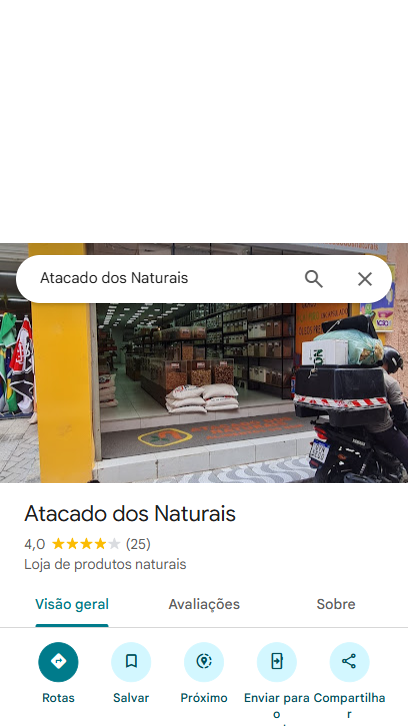 Atacado dos Naturais
Atacado dos Naturais
4,0 (25)
Loja de produtos naturais
Visão geral
Avaliações
Sobre
Rotas
Salvar
Próximo
Enviar para
o
Compartilha
r